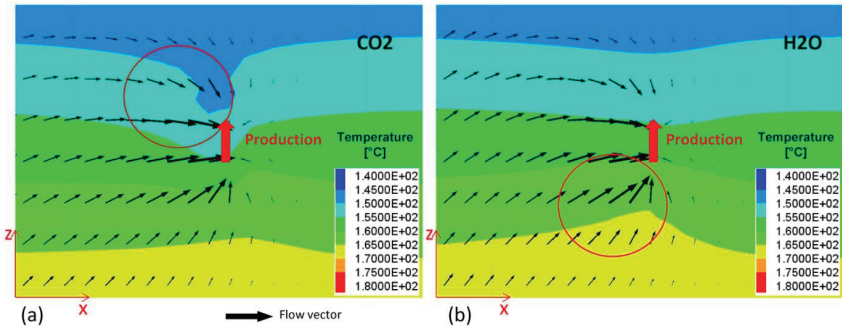 CO2
Production
Temperature
[°C]
1.4000E+02
1.4500E+02
1.5000E+02
1.5500E+02
1.6000E+02
1.6500E+02
1.7000E+02
1.7500E+02
1.8000E+02
Z
X
(a)
Flow vector
H2O
Production
Temperature
[°C]
1.4000E+02
1.4500E+02
1.5000E+02
1.5500E+02
1.6000E+02
1.6500E+02
1.7000E+02
1.7500E+02
1.8000E+02
Z
X
(b)